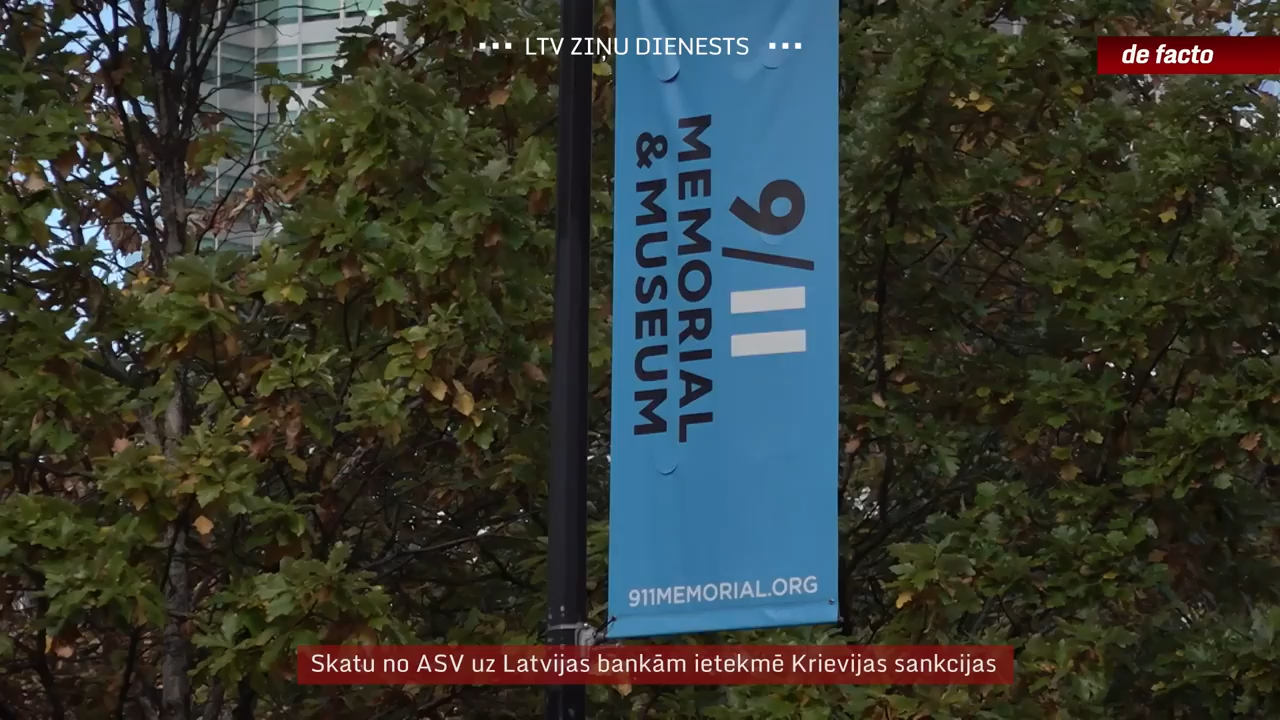 LTV ZIŅU DIENESTS
de facto
9/11
MEMORIAL
& MUSEUM
911MEMORIAL.ORG
Skatu no ASV uz Latvijas bankām ietekmē Krievijas sankcijas